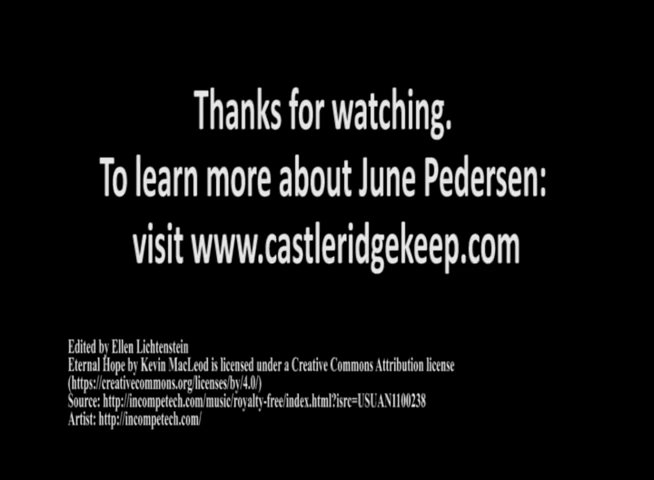 Thanks for watching.
To learn more about June Pedersen:
visit www.castleridgekeep.com
Edited by Ellen Lichtenstein
Eternal Hope by Kevin MacLeod is licensed under a Creative Commons Attribution license
(https://creativecommons.org/licenses/by/4.0/)
Source: http://incompetech.com/music/royalty-free/index.html?isrc=USUAN1100238
Artist: http://incompetech.com/